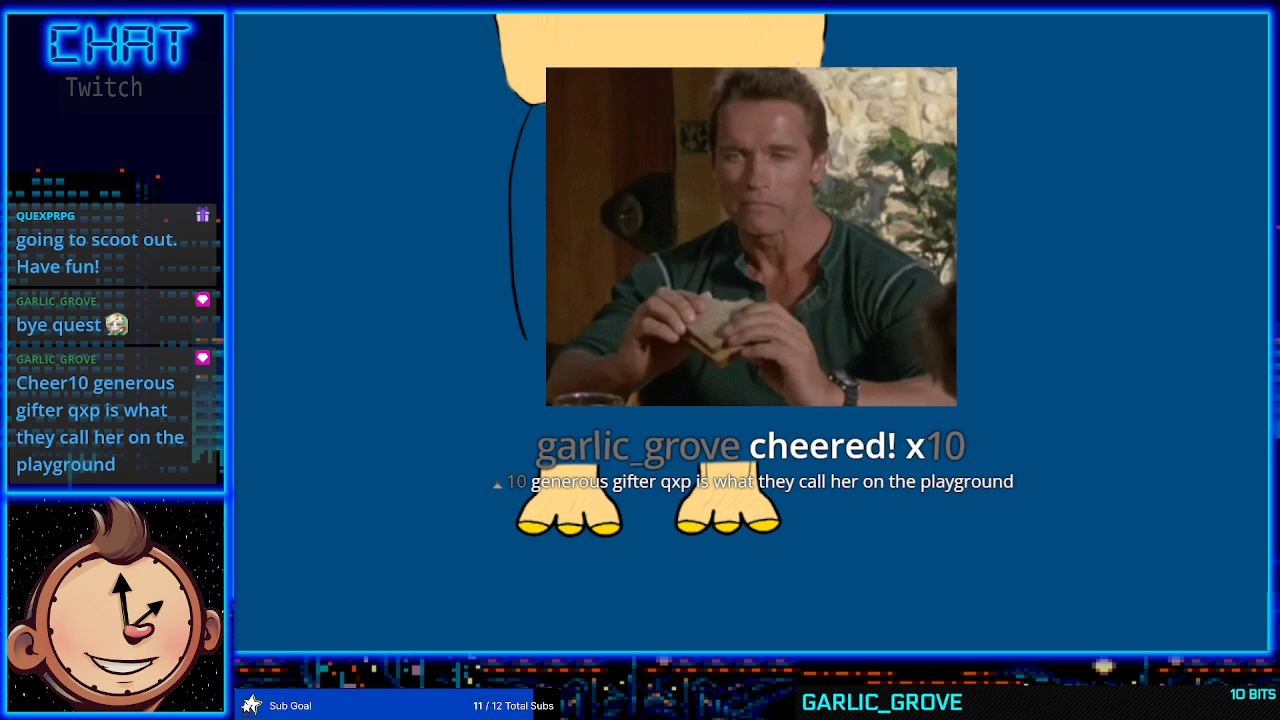 CHAT
Twitch
QUEXPRPG
going to scoot out.
Have fun!
GARLIC_GROVE
bye quest
GARLIC_GROVE
Cheer10 generous
gifter qxp is what
they call her on the
playground
garlic_grove cheered! x10
10 generous gifter qxp is what they call her on the playground
Sub Goal
11 / 12 Total Subs
GARLIC_GROVE
10 BITS